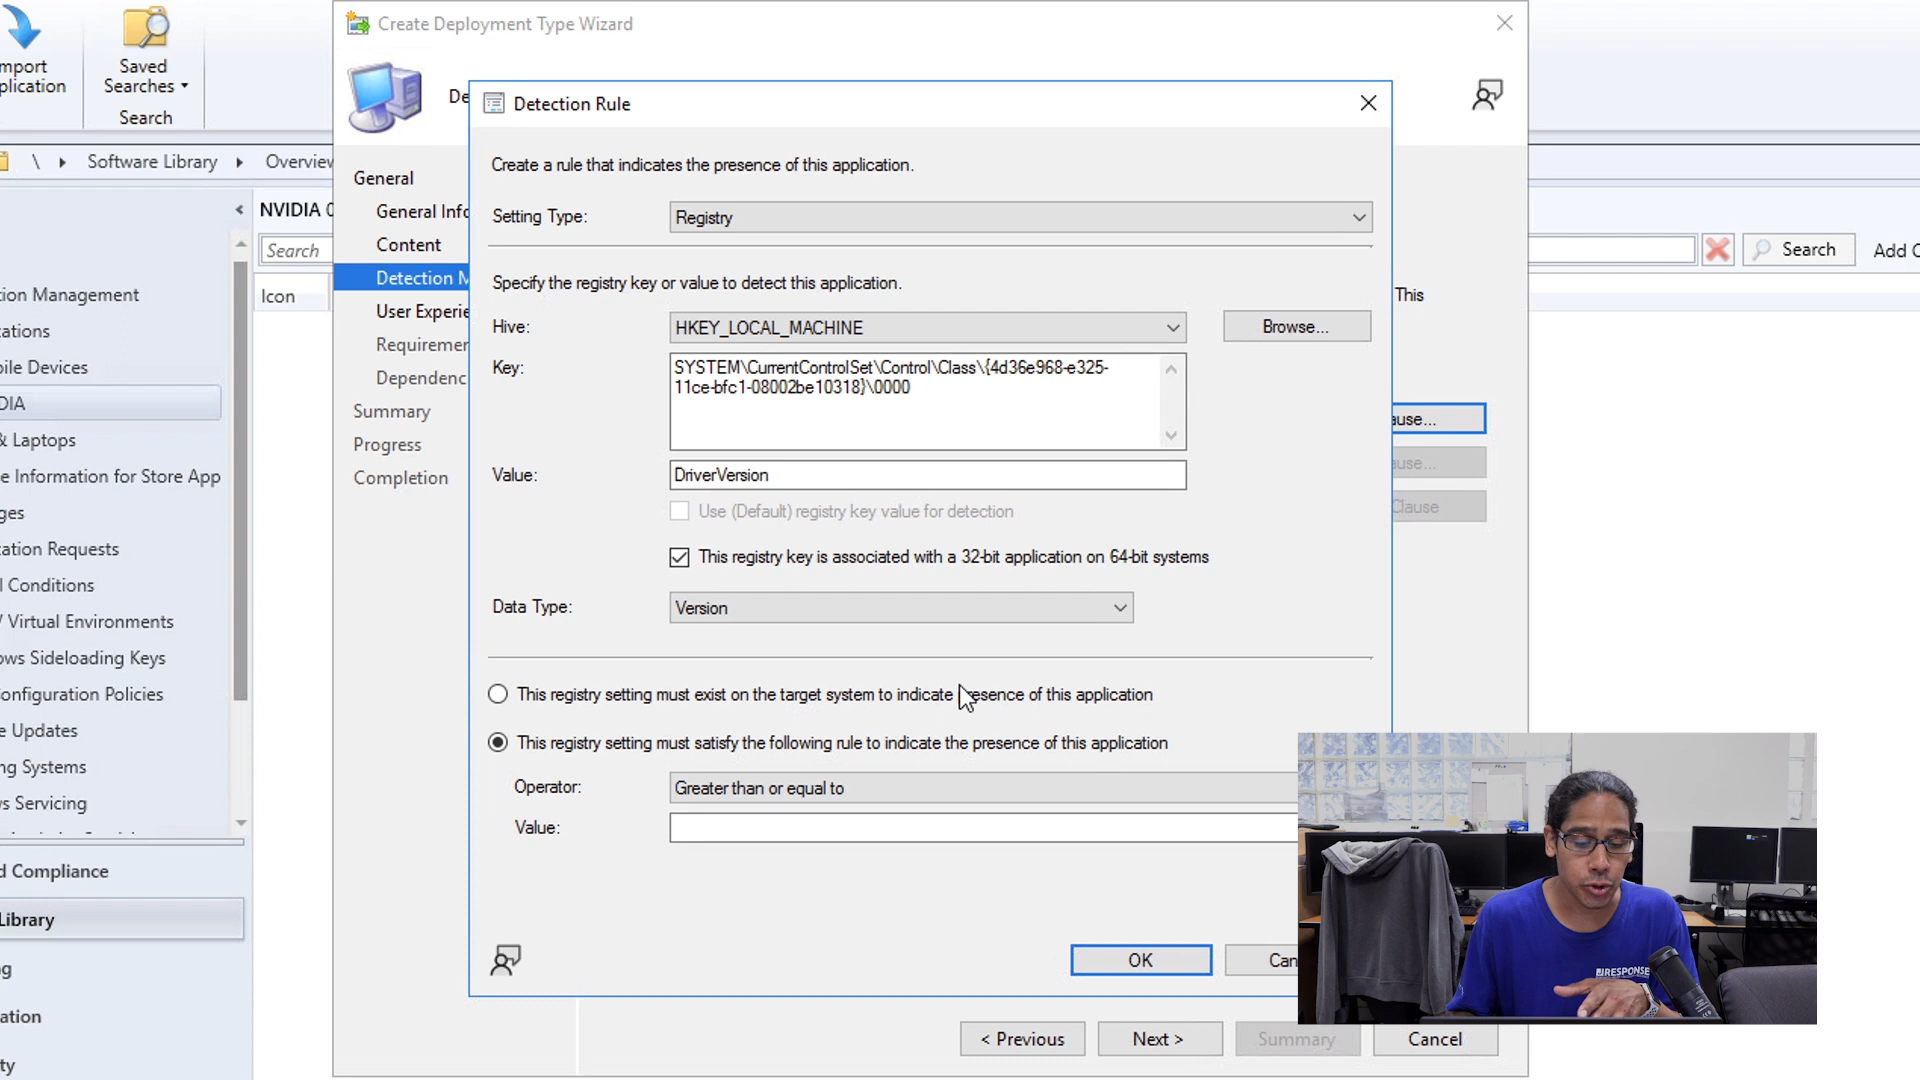 Create Deployment Type Wizard
mport
plication
Saved
Searches
Search
De
Detection Rule
Create a rule that indicates the presence of this application.
\ Software Library Overview
General
General Info
Content
Detection M
User Experie
Requiremer
Dependenc
Summary
Progress
Completion
Setting Type: Registry
NVIDIA
Search
Icon
Specify the registry key or value to detect this application.
Hive: HKEY_LOCAL_MACHINE Browse...
Key: SYSTEM\CurrentControlSet\Control\Class\{4d36e968-e325-
11ce-bfc1-08002be10318}\0000
Value: DriverVersion
Use (Default) registry key value for detection
This registry key is associated with a 32-bit application on 64-bit systems
Data Type: Version
This registry setting must exist on the target system to indicate presence of this application
This registry setting must satisfy the following rule to indicate the presence of this application
Operator: Greater than or equal to
Value:
OK Can
< Previous Next > Summary Cancel
Search Add C
This
ause...
ause...
Clause
tion Management
ations
bile Devices
DIA
& Laptops
e Information for Store App
ges
ation Requests
l Conditions
V Virtual Environments
ows Sideloading Keys
onfiguration Policies
e Updates
ng Systems
vs Servicing
d Compliance
Library
g
ation
ty
RESPONSE